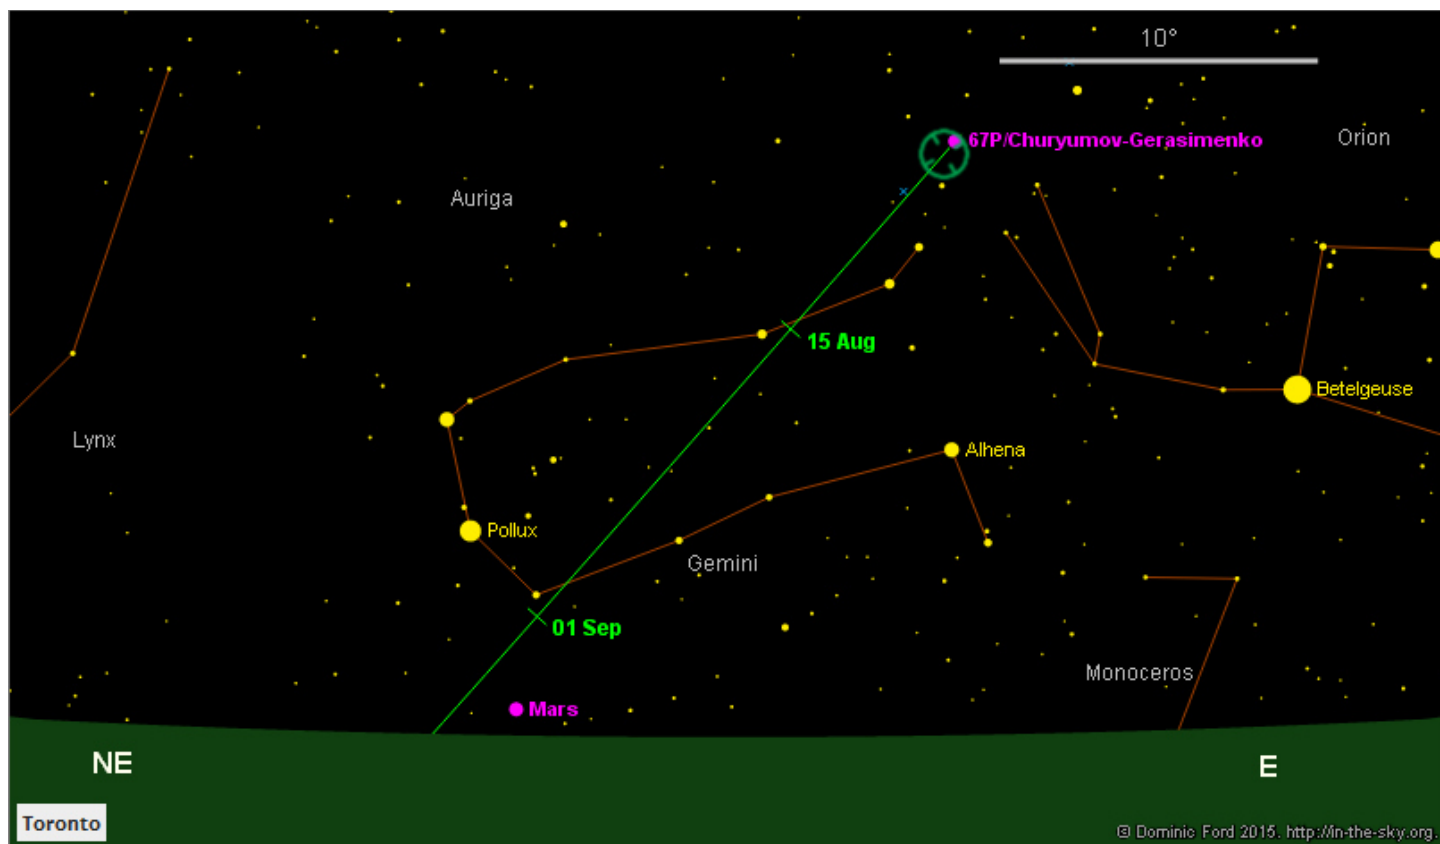 10°
67P/Churyumov-Gerasimenko
Orion
Auriga
15 Aug
Betelgeuse
Lynx
Alhena
Pollux
Gemini
01 Sep
Monoceros
Mars
NE
E
Toronto
© Dominic Ford 2015. http://in-the-sky.org.